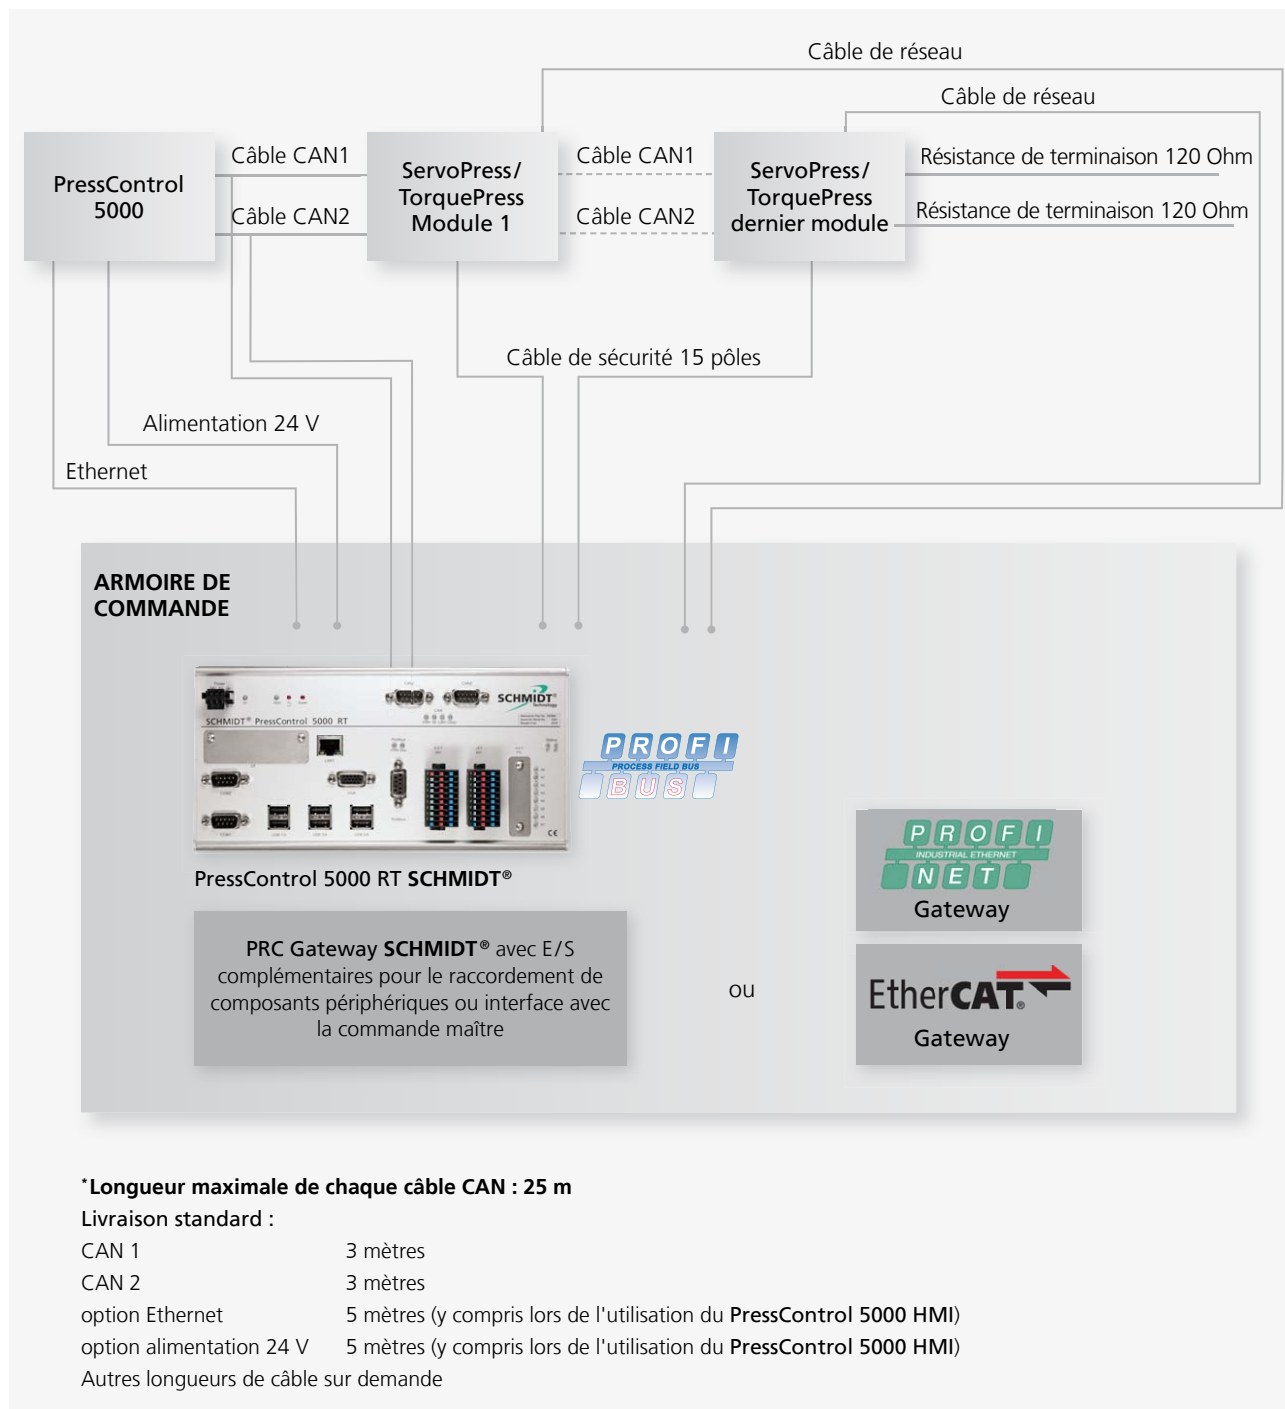 Câble de réseau
Câble de réseau
PressControl
5000
Câble CAN1
Câble CAN2
ServoPress/
TorquePress
Module 1
Câble CAN1
Câble CAN2
ServoPress/
TorquePress
dernier module
Résistance de terminaison 120 Ohm
Résistance de terminaison 120 Ohm
Câble de sécurité 15 pôles
Alimentation 24 V
Ethernet
ARMOIRE DE
COMMANDE
SCHMIDT®
Technology
SCHMIDT® PressControl 5000 RT
PROFI
PROCESS FIELD BUS
BUS
PressControl 5000 RT SCHMIDT®
PRC Gateway SCHMIDT® avec E/S
complémentaires pour le raccordement de
composants périphériques ou interface avec
la commande maître
ou
PROFI
INDUSTRIAL ETHERNET
NET
Gateway
EtherCAT®
Gateway
*Longueur maximale de chaque câble CAN : 25 m
Livraison standard :
CAN 1 3 mètres
CAN 2 3 mètres
option Ethernet 5 mètres (y compris lors de l'utilisation du PressControl 5000 HMI)
option alimentation 24 V 5 mètres (y compris lors de l'utilisation du PressControl 5000 HMI)
Autres longueurs de câble sur demande